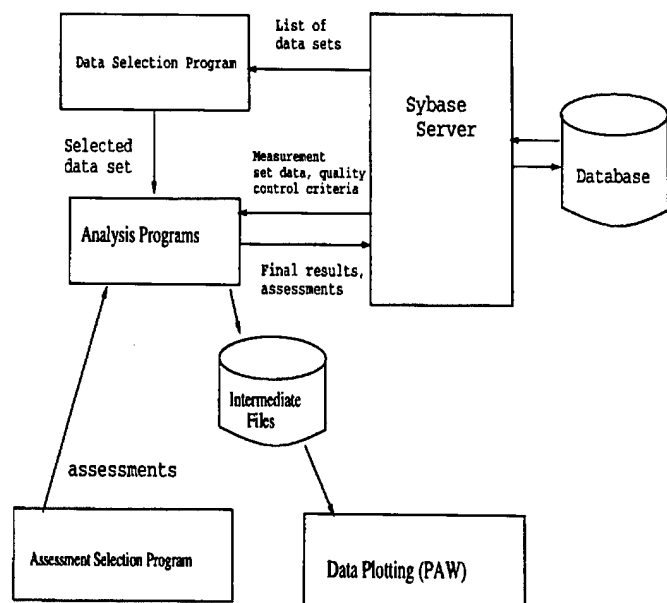 List of
data sets
Data Selection Program
Sybase
Server
Selected
data set
Measurement
set data, quality
control criteria
Database
Analysis Programs
Final results,
assessments
Intermediate
Files
assessments
Assessment Selection Program
Data Plotting (PAW)